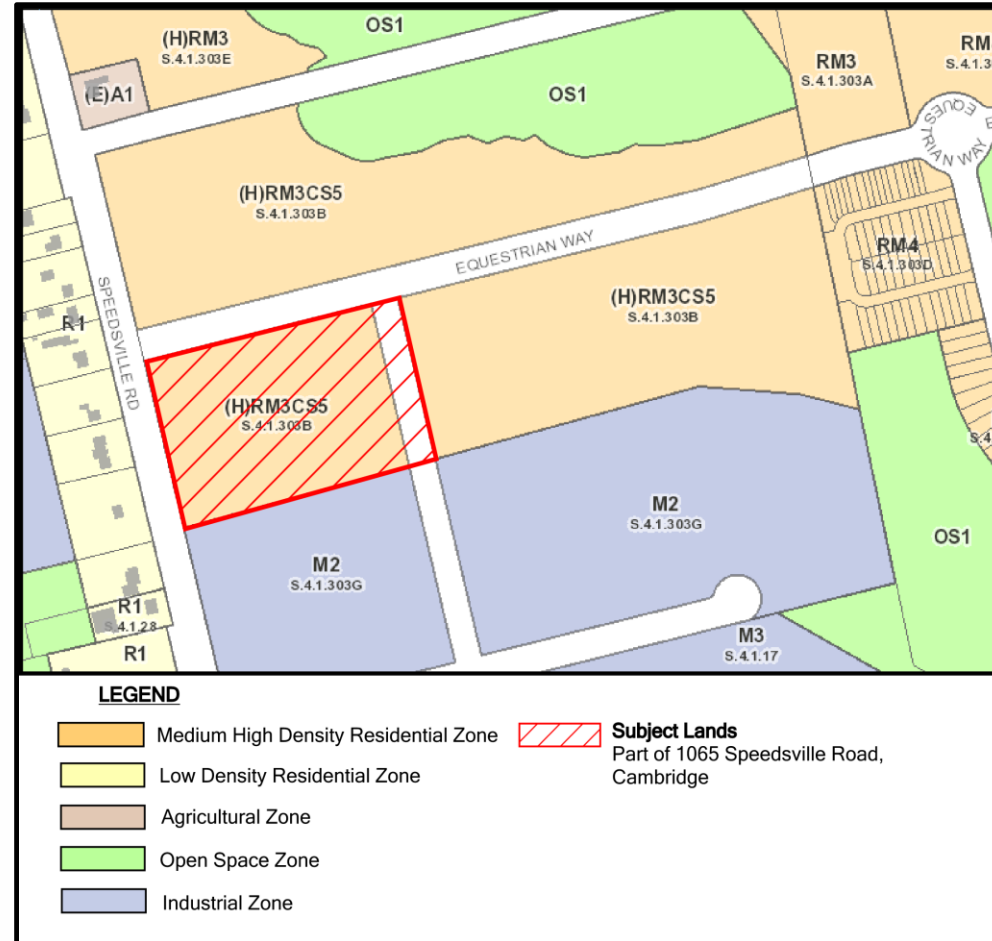 OS1
(H)RM3
S.4.1.303E
RM3
S.4.1.303A
RM
S.4.1.30
(E)A1
OS1
EQUESTRIAN WAY
E
(H)RM3CS5
S.4.1.303B
EQUESTRIAN WAY
RM4
S.4.1.303D
SPEEDSVILLE RD
(H)RM3CS5
S.4.1.303B
R1
(H)RM3CS5
S.4.1.303B
S.4
M2
S.4.1.303G
OS1
M2
S.4.1.303G
R1
S.4.1.28
M3
S.4.1.17
R1
LEGEND
Medium High Density Residential Zone
Low Density Residential Zone
Agricultural Zone
Open Space Zone
Industrial Zone
Subject Lands
Part of 1065 Speedsville Road,
Cambridge